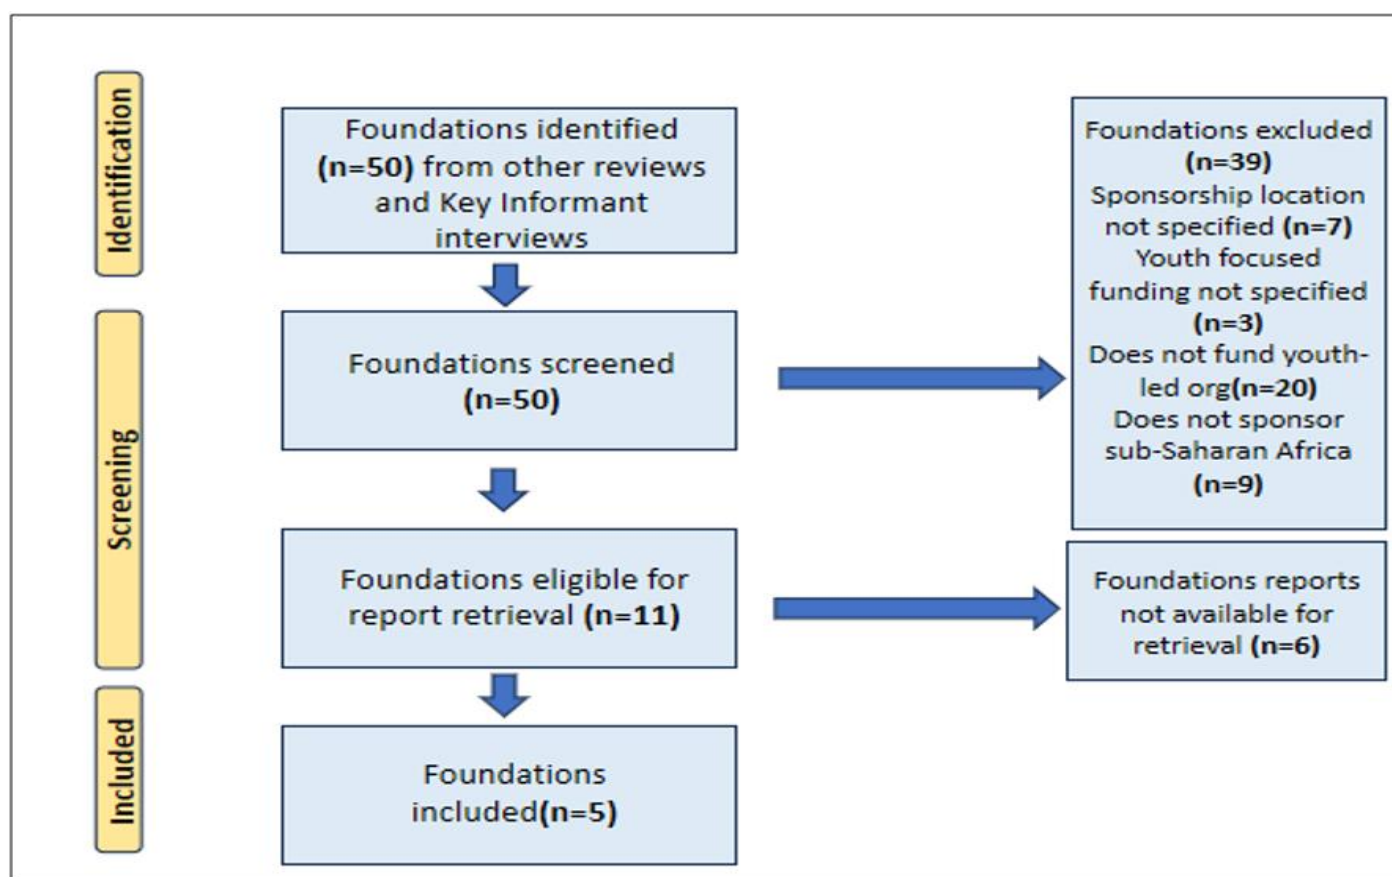 Identification
Foundations identified
(n=50) from other reviews
and Key Informant
interviews
Foundations excluded
(n=39)
Sponsorship location
not specified (n=7)
Youth focused
funding not specified
(n=3)
Does not fund youth-
led org(n=20)
Does not sponsor
sub-Saharan Africa
(n=9)
Screening
Foundations screened
(n=50)
Foundations eligible for
report retrieval (n=11)
Foundations reports
not available for
retrieval (n=6)
Included
Foundations
included(n=5)